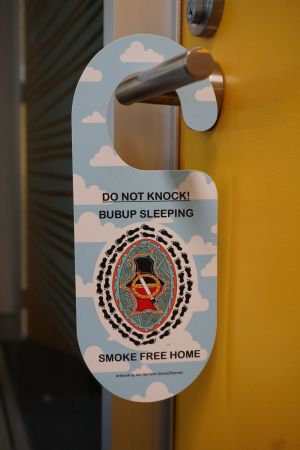 DO NOT KNOCK!
BUBUP SLEEPING
SMOKE FREE HOME